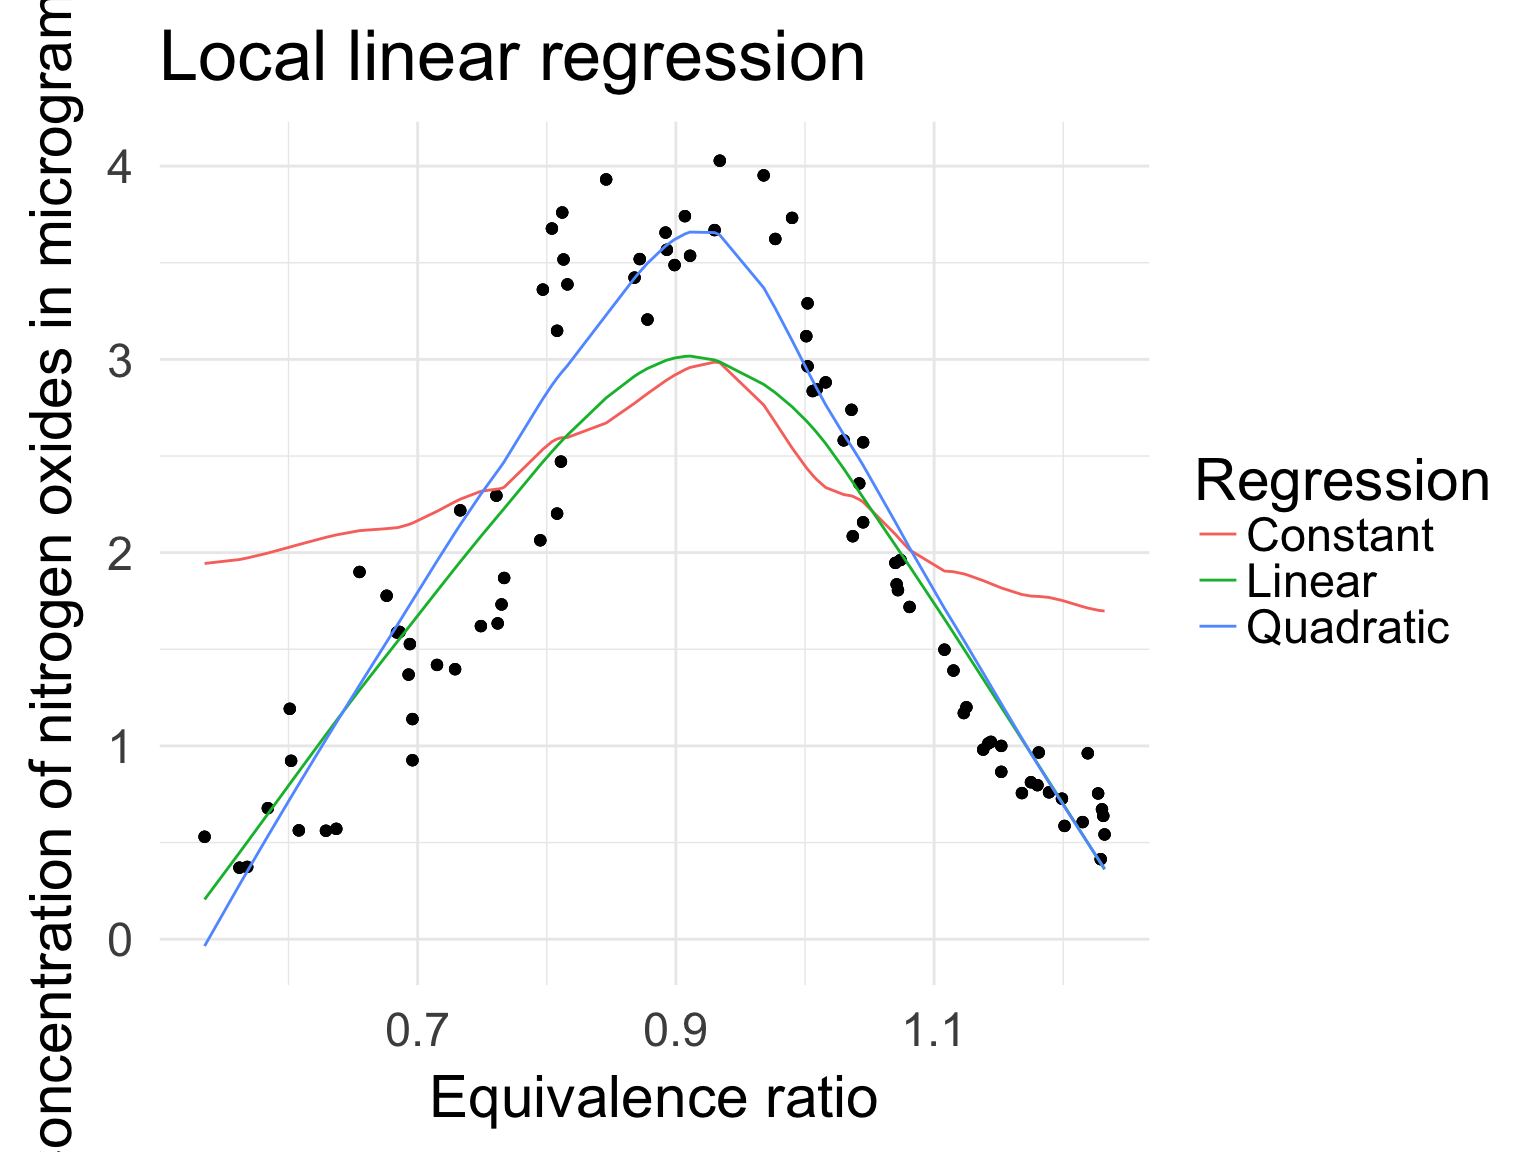 Local linear regression
oncentration of nitrogen oxides in microgram
4
3
2
1
0
0.7
0.9
1.1
Equivalence ratio
Regression
Constant
Linear
Quadratic